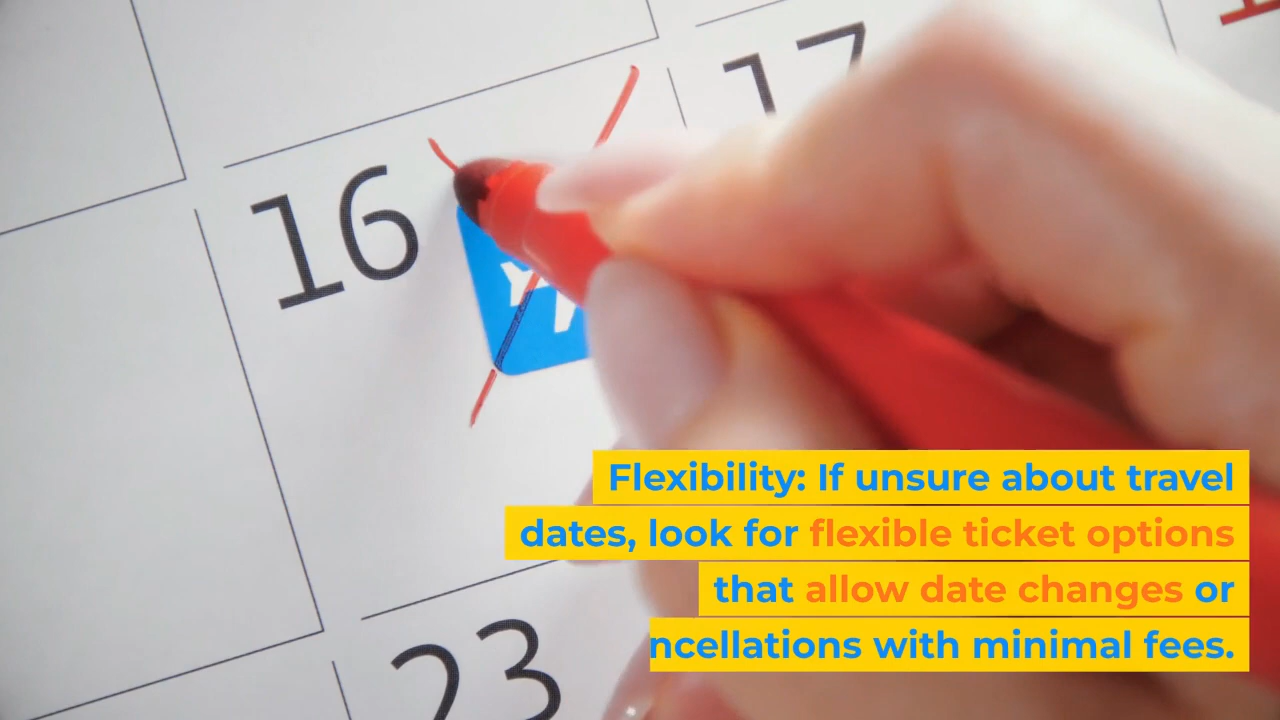 16
17
23
Flexibility: If unsure about travel
dates, look for flexible ticket options
that allow date changes or
ncellations with minimal fees.